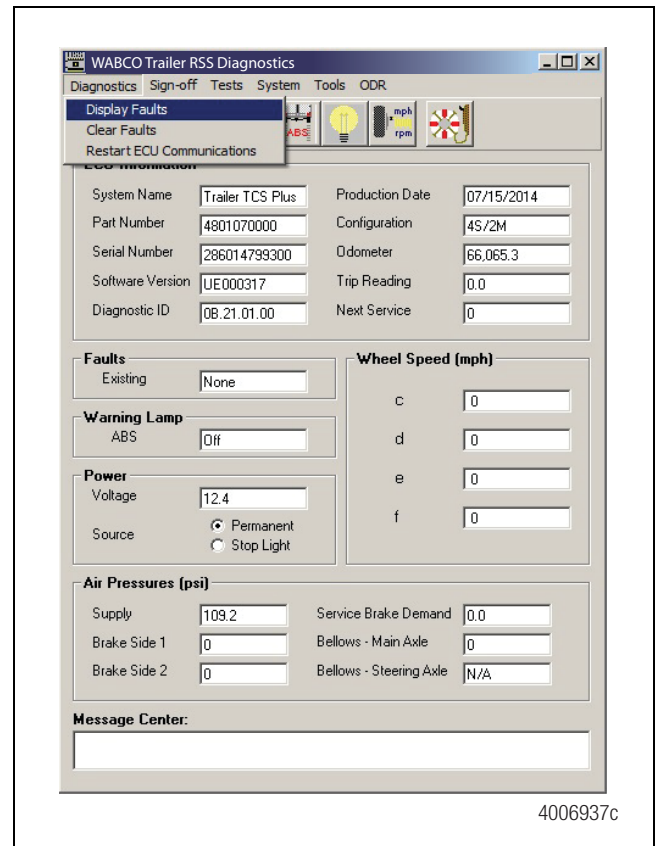 WABCO Trailer RSS Diagnostics
Diagnostics Sign-off Tests System Tools ODR
Display Faults
Clear Faults
Restart ECU Communications
ABS
mph
rpm
ECU Information
System Name Trailer TCS Plus Production Date 07/15/2014
Part Number 4801070000 Configuration 4S/2M
Serial Number 286014799300 Odometer 66,065.3
Software Version UE000317 Trip Reading 0.0
Diagnostic ID 0B.21.01.00 Next Service 0
Faults
Existing None
Warning Lamp
ABS Off
Power
Voltage 12.4
Source Permanent
Stop Light
Wheel Speed (mph)
c 0
d 0
e 0
f 0
Air Pressures (psi)
Supply 109.2 Service Brake Demand 0.0
Brake Side 1 0 Bellows - Main Axle 0
Brake Side 2 0 Bellows - Steering Axle N/A
Message Center:
4006937c